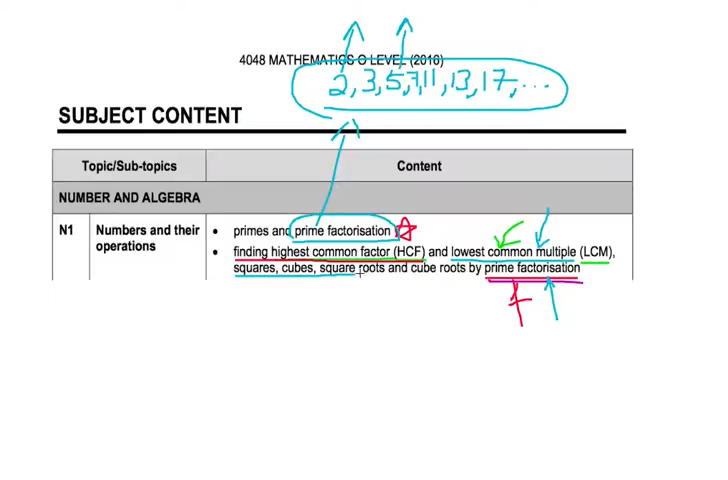 4048 MATHEMATICS O LEVEL (2016)
2, 3, 5, 7, 11, 13, 17, ...
SUBJECT CONTENT
Topic/Sub-topics Content
NUMBER AND ALGEBRA
N1 Numbers and their operations
• primes and prime factorisation
• finding highest common factor (HCF) and lowest common multiple (LCM),
squares, cubes, square roots and cube roots by prime factorisation